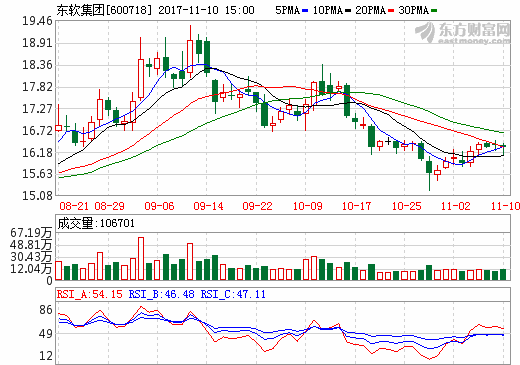 东软集团[600718] 2017-11-10 15:00 5PMA 10PMA 20PMA 30PMA
东方财富网
eastmoney.com
19.46
18.91
18.36
17.82
17.27
16.72
16.18
15.63
15.08
08-21 08-29 09-06 09-14 09-22 10-09 10-17 10-25 11-02 11-10
成交量:106701
67.19万
48.81万
30.43万
12.04万
0
RSI_A:54.15 RSI_B:46.48 RSI_C:47.11
86
49
12